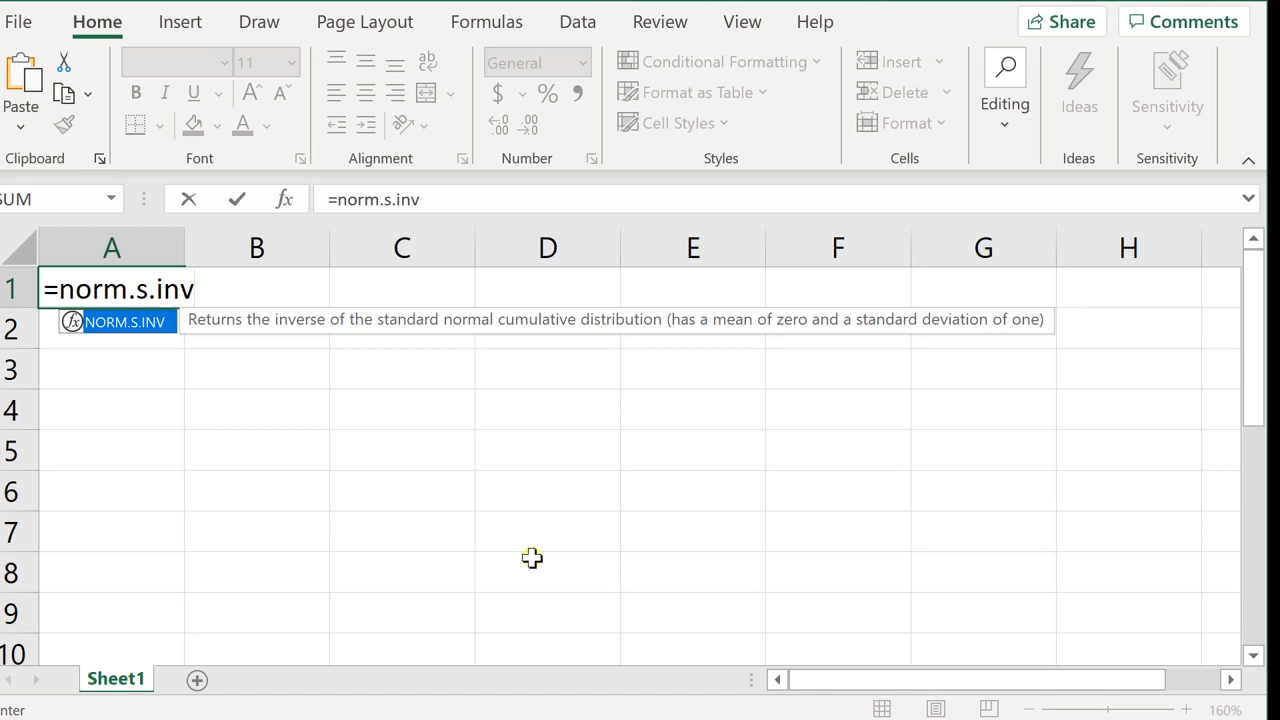 File Home Insert Draw Page Layout Formulas Data Review View Help Share Comments
11 General Conditional Formatting Insert
Paste B I U A A $ % 9 Format as Table Delete Editing Ideas Sensitivity
A .00 .00 Cell Styles Format
Clipboard Font Alignment Number Styles Cells Ideas Sensitivity
SUM fx =norm.s.inv
A B C D E F G H
1 =norm.s.inv
2 fx NORM.S.INV Returns the inverse of the standard normal cumulative distribution (has a mean of zero and a standard deviation of one)
3
4
5
6
7
8
9
10
Sheet1
nter 160%